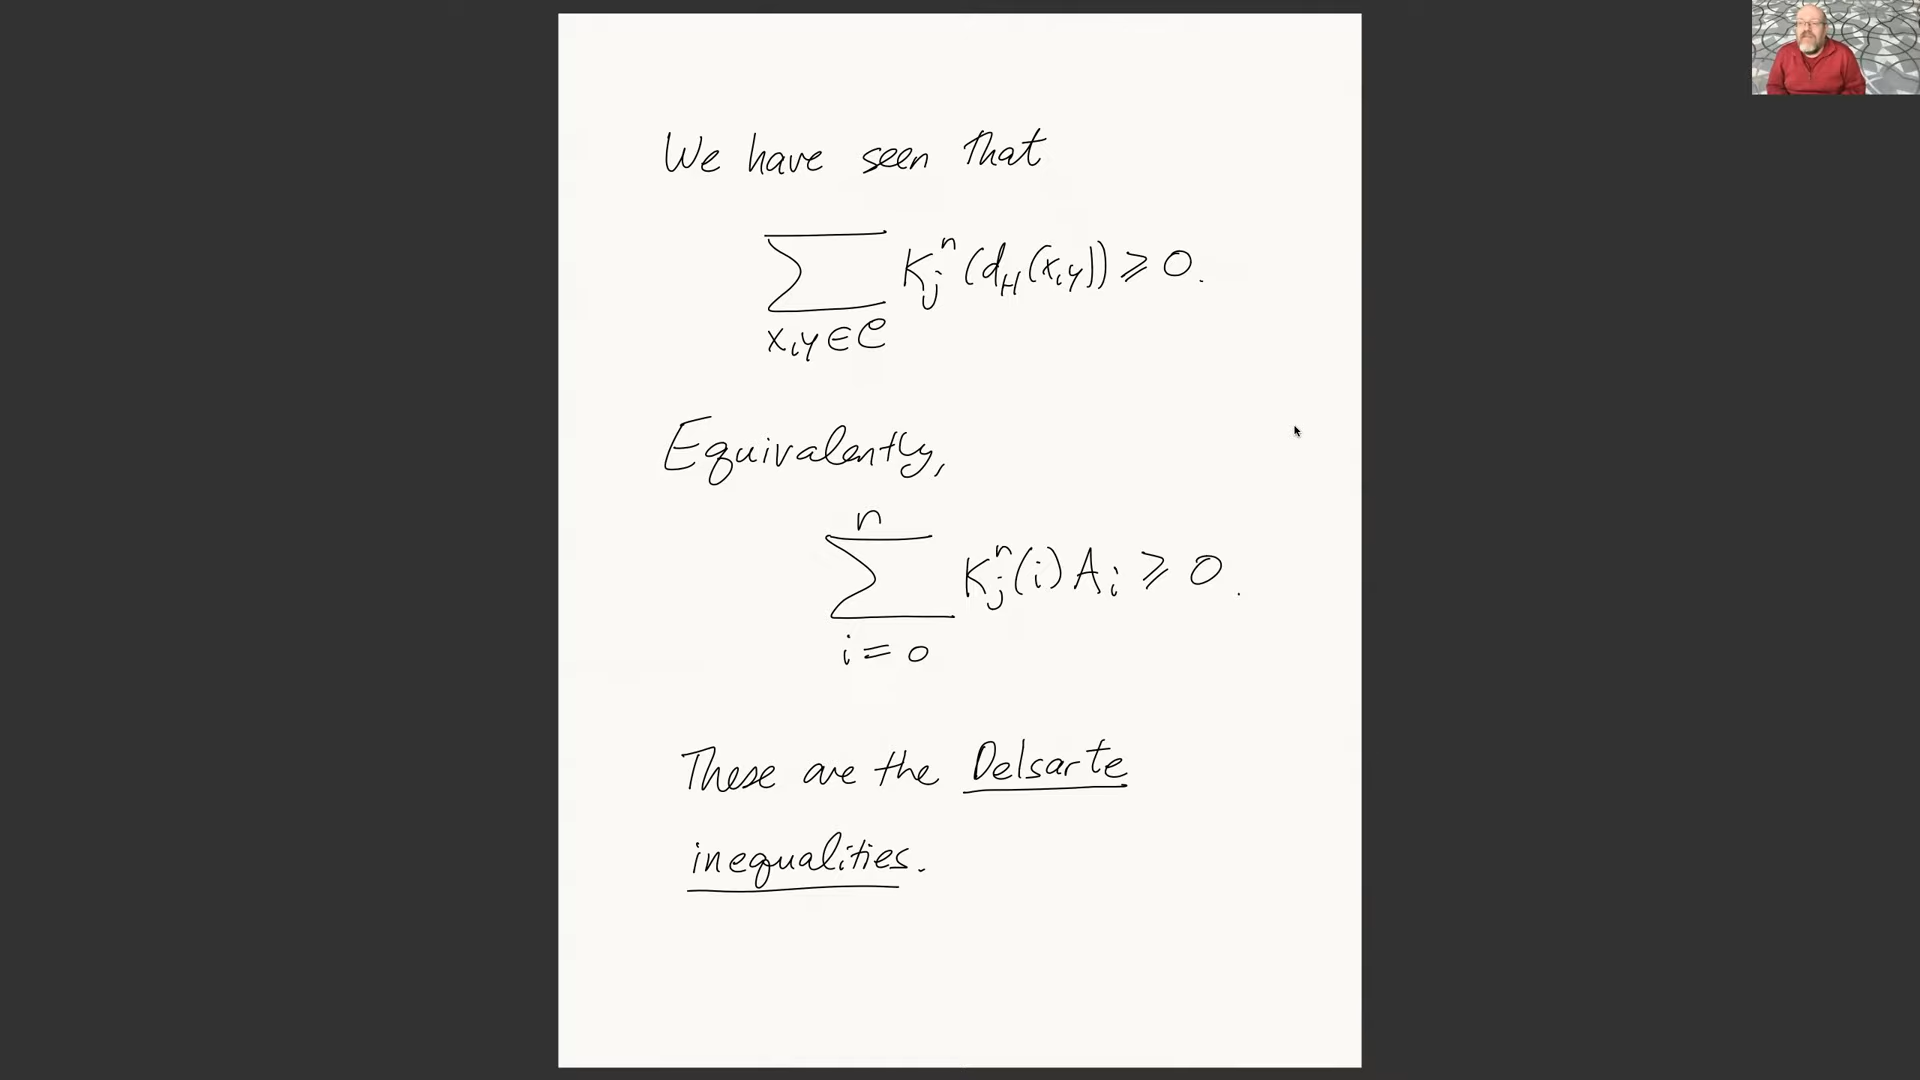 We have seen that
∑ K_j^n (d_H(x,y)) ⩾ 0.
x,y ∈ C
Equivalently,
n
∑ K_j^n (i) A_i ⩾ 0.
i = 0
These are the Delsarte
inequalities.